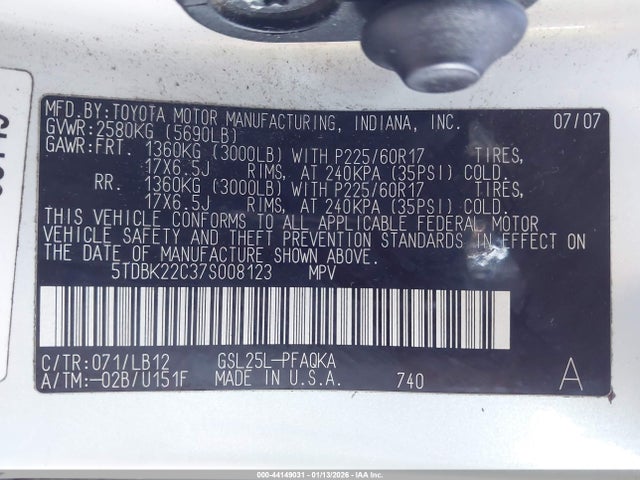 MFD.BY:TOYOTA MOTOR MANUFACTURING, INDIANA, INC. 07/07
GVWR:2580KG (5690LB)
GAWR:FRT. 1360KG (3000LB) WITH P225/60R17 TIRES,
17X6.5J RIMS, AT 240KPA (35PSI) COLD.
RR. 1360KG (3000LB) WITH P225/60R17 TIRES,
17X6.5J RIMS, AT 240KPA (35PSI) COLD.
THIS VEHICLE CONFORMS TO ALL APPLICABLE FEDERAL MOTOR
VEHICLE SAFETY AND THEFT PREVENTION STANDARDS IN EFFECT ON
THE DATE OF MANUFACTURE SHOWN ABOVE.
5TDBK22C37S008123 MPV
C/TR:071/LB12 GSL25L-PFAQKA
A/TM:-02B/U151F MADE IN U.S.A. 740 A
000-44149031 - 01/13/2026 - COPART